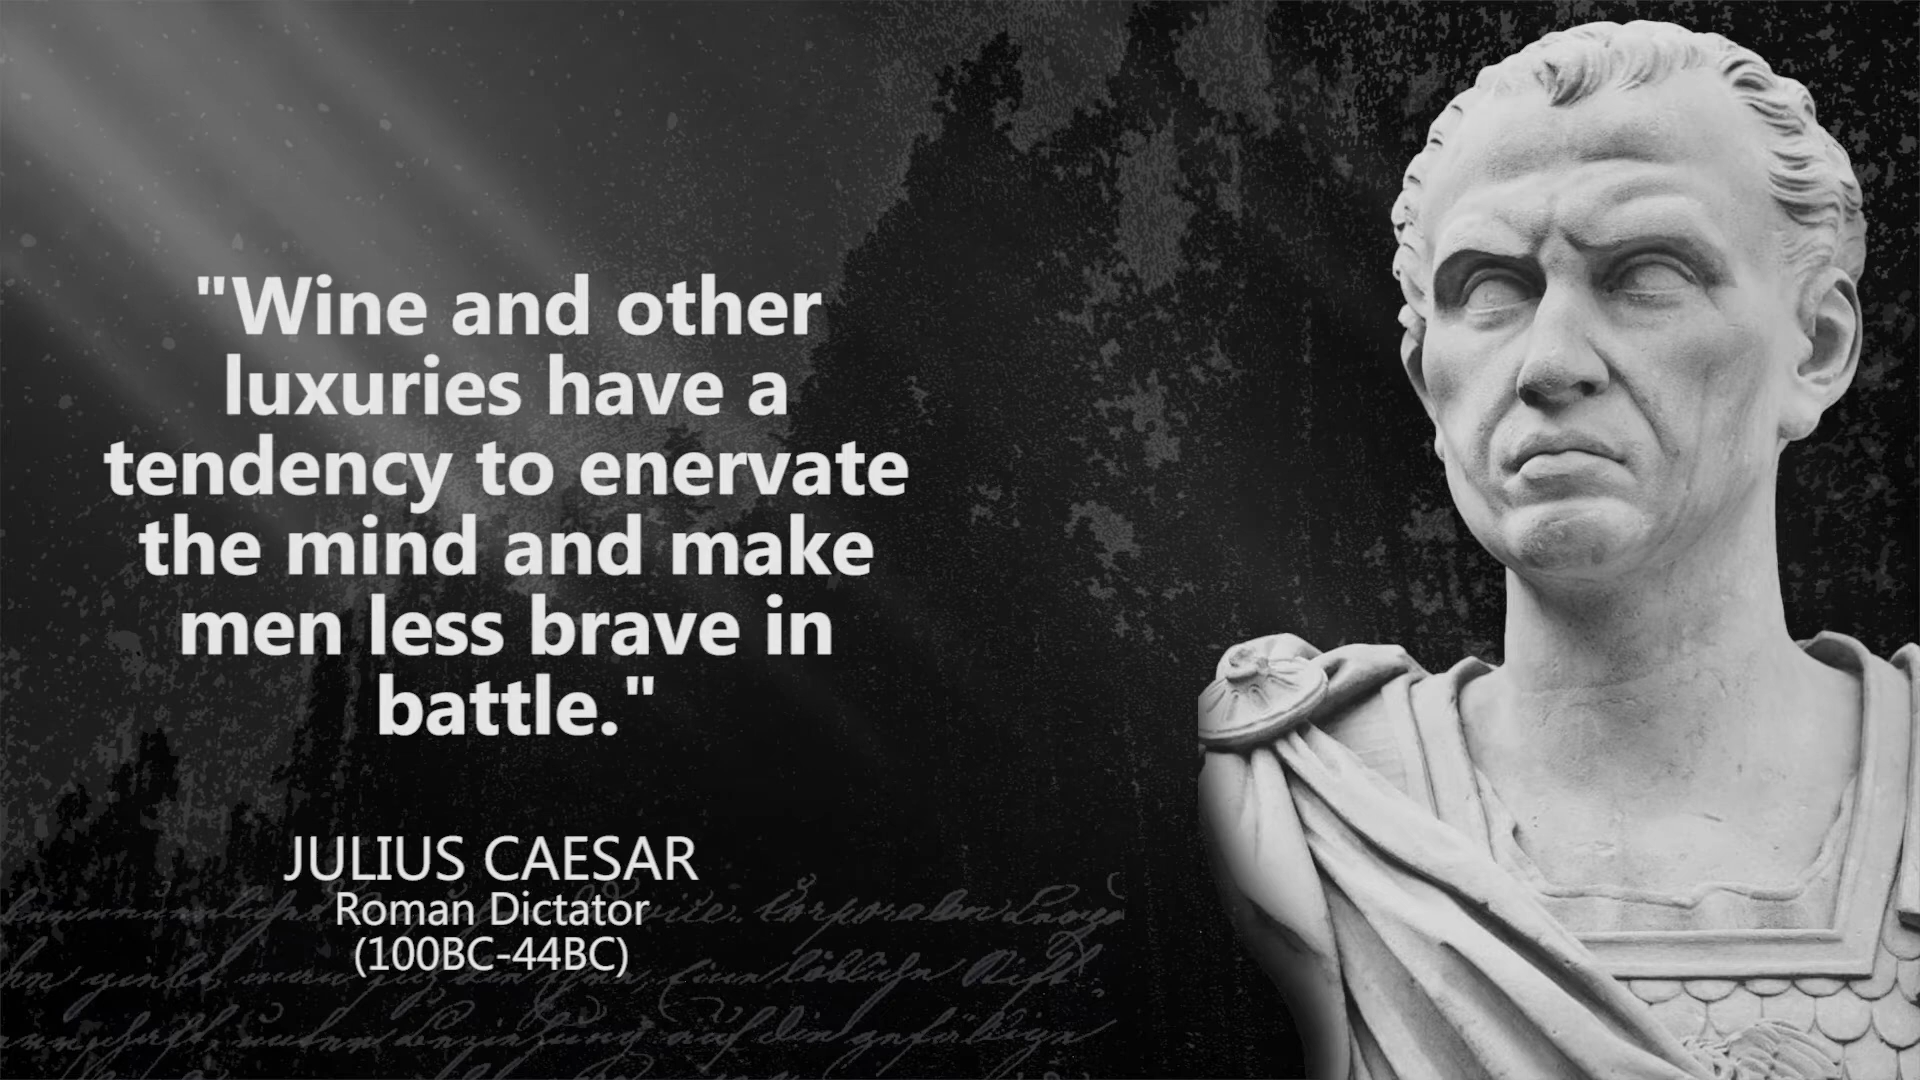 "Wine and other
luxuries have a
tendency to enervate
the mind and make
men less brave in
battle."
JULIUS CAESAR
Roman Dictator
(100BC-44BC)